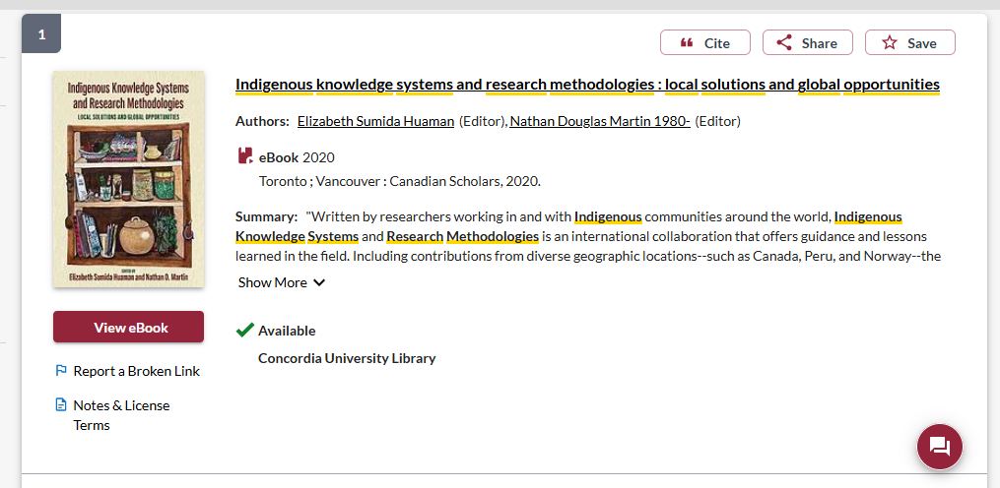 1
Cite
Share
Save
Indigenous Knowledge Systems
and Research Methodologies
LOCAL SOLUTIONS AND GLOBAL OPPORTUNITIES
EDITED BY
Elizabeth Sumida Huaman and Nathan D. Martin
Indigenous knowledge systems and research methodologies : local solutions and global opportunities
Authors: Elizabeth Sumida Huaman (Editor), Nathan Douglas Martin 1980- (Editor)
eBook 2020
Toronto ; Vancouver : Canadian Scholars, 2020.
Summary: "Written by researchers working in and with Indigenous communities around the world, Indigenous
Knowledge Systems and Research Methodologies is an international collaboration that offers guidance and lessons
learned in the field. Including contributions from diverse geographic locations--such as Canada, Peru, and Norway--the
Show More
View eBook
Report a Broken Link
Notes & License
Terms
Available
Concordia University Library